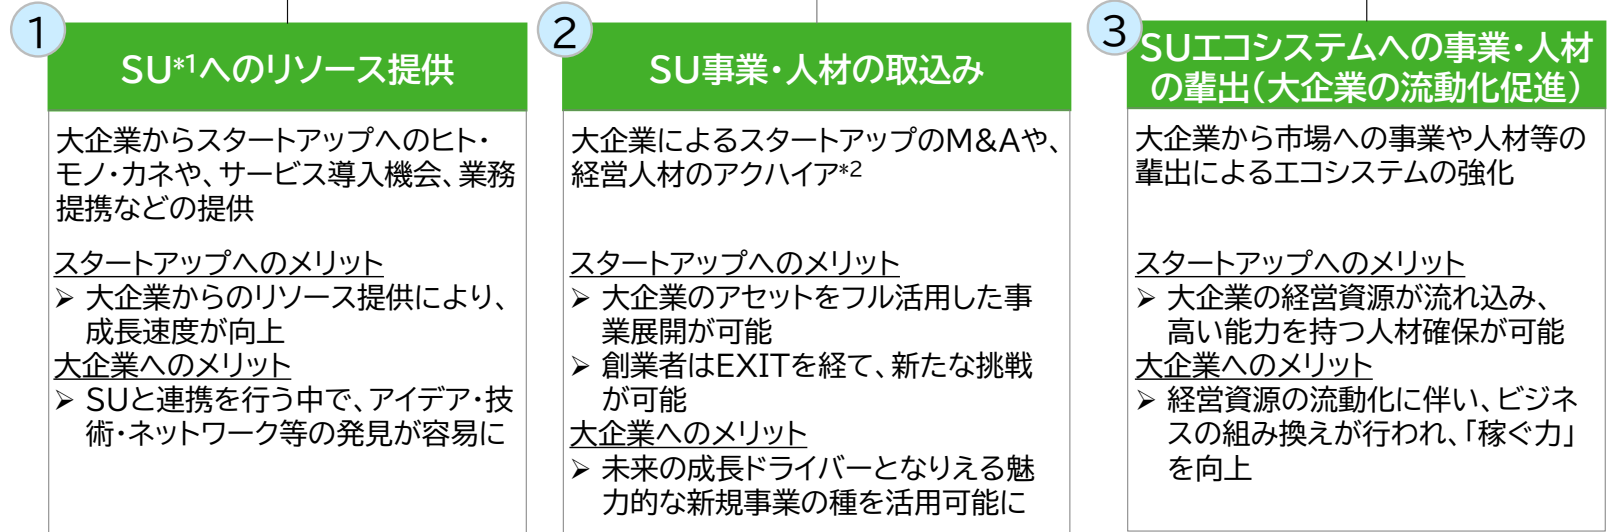 1
SU*1へのリソース提供
大企業からスタートアップへのヒト・
モノ・カネや、サービス導入機会、業務
提携などの提供
スタートアップへのメリット
➢ 大企業からのリソース提供により、
成長速度が向上
大企業へのメリット
➢ SUと連携を行う中で、アイデア・技
術・ネットワーク等の発見が容易に
2
SU事業・人材の取込み
大企業によるスタートアップのM&Aや、
経営人材のアクハイア*2
スタートアップへのメリット
➢ 大企業のアセットをフル活用した事
業展開が可能
➢ 創業者はEXITを経て、新たな挑戦
が可能
大企業へのメリット
➢ 未来の成長ドライバーとなりえる魅
力的な新規事業の種を活用可能に
3
SUエコシステムへの事業・人材
の輩出(大企業の流動化促進)
大企業から市場への事業や人材等の
輩出によるエコシステムの強化
スタートアップへのメリット
➢ 大企業の経営資源が流れ込み、
高い能力を持つ人材確保が可能
大企業へのメリット
➢ 経営資源の流動化に伴い、ビジネ
スの組み換えが行われ、「稼ぐ力」
を向上